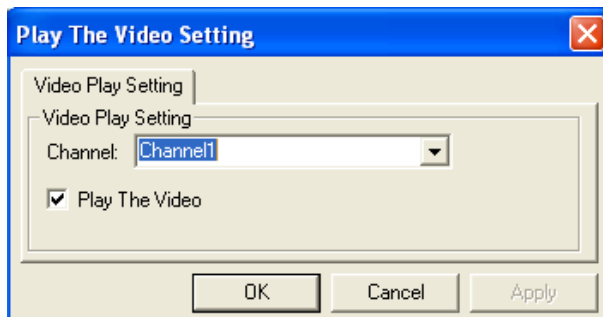 Play The Video Setting
Video Play Setting
Video Play Setting
Channel: Channel1
Play The Video
OK Cancel Apply